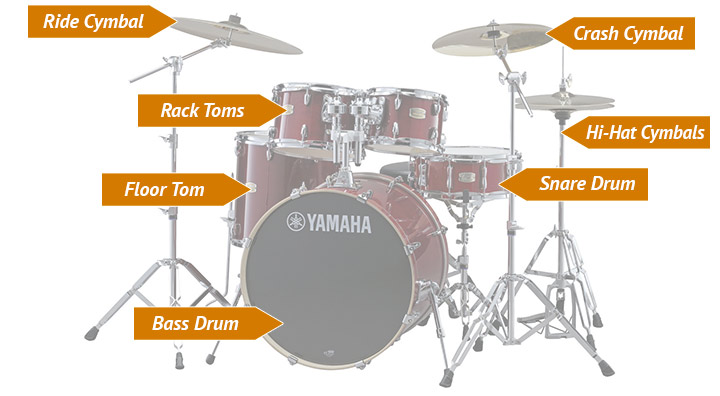 Ride Cymbal
Crash Cymbal
Rack Toms
Hi-Hat Cymbals
Floor Tom
Snare Drum
YAMAHA
Bass Drum